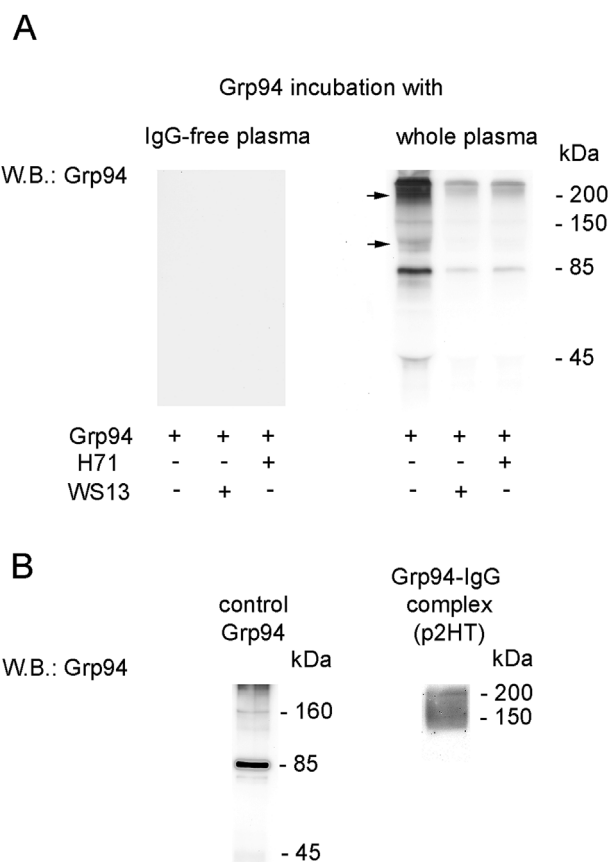 A
Grp94 incubation with
IgG-free plasma
whole plasma
kDa
W.B.: Grp94
- 200
- 150
- 85
- 45
Grp94 + + + + + +
H71 - - + - - +
WS13 - + - - + -
B
control
Grp94
Grp94-IgG
complex
(p2HT)
kDa
kDa
W.B.: Grp94
- 160
- 85
- 45
- 200
- 150